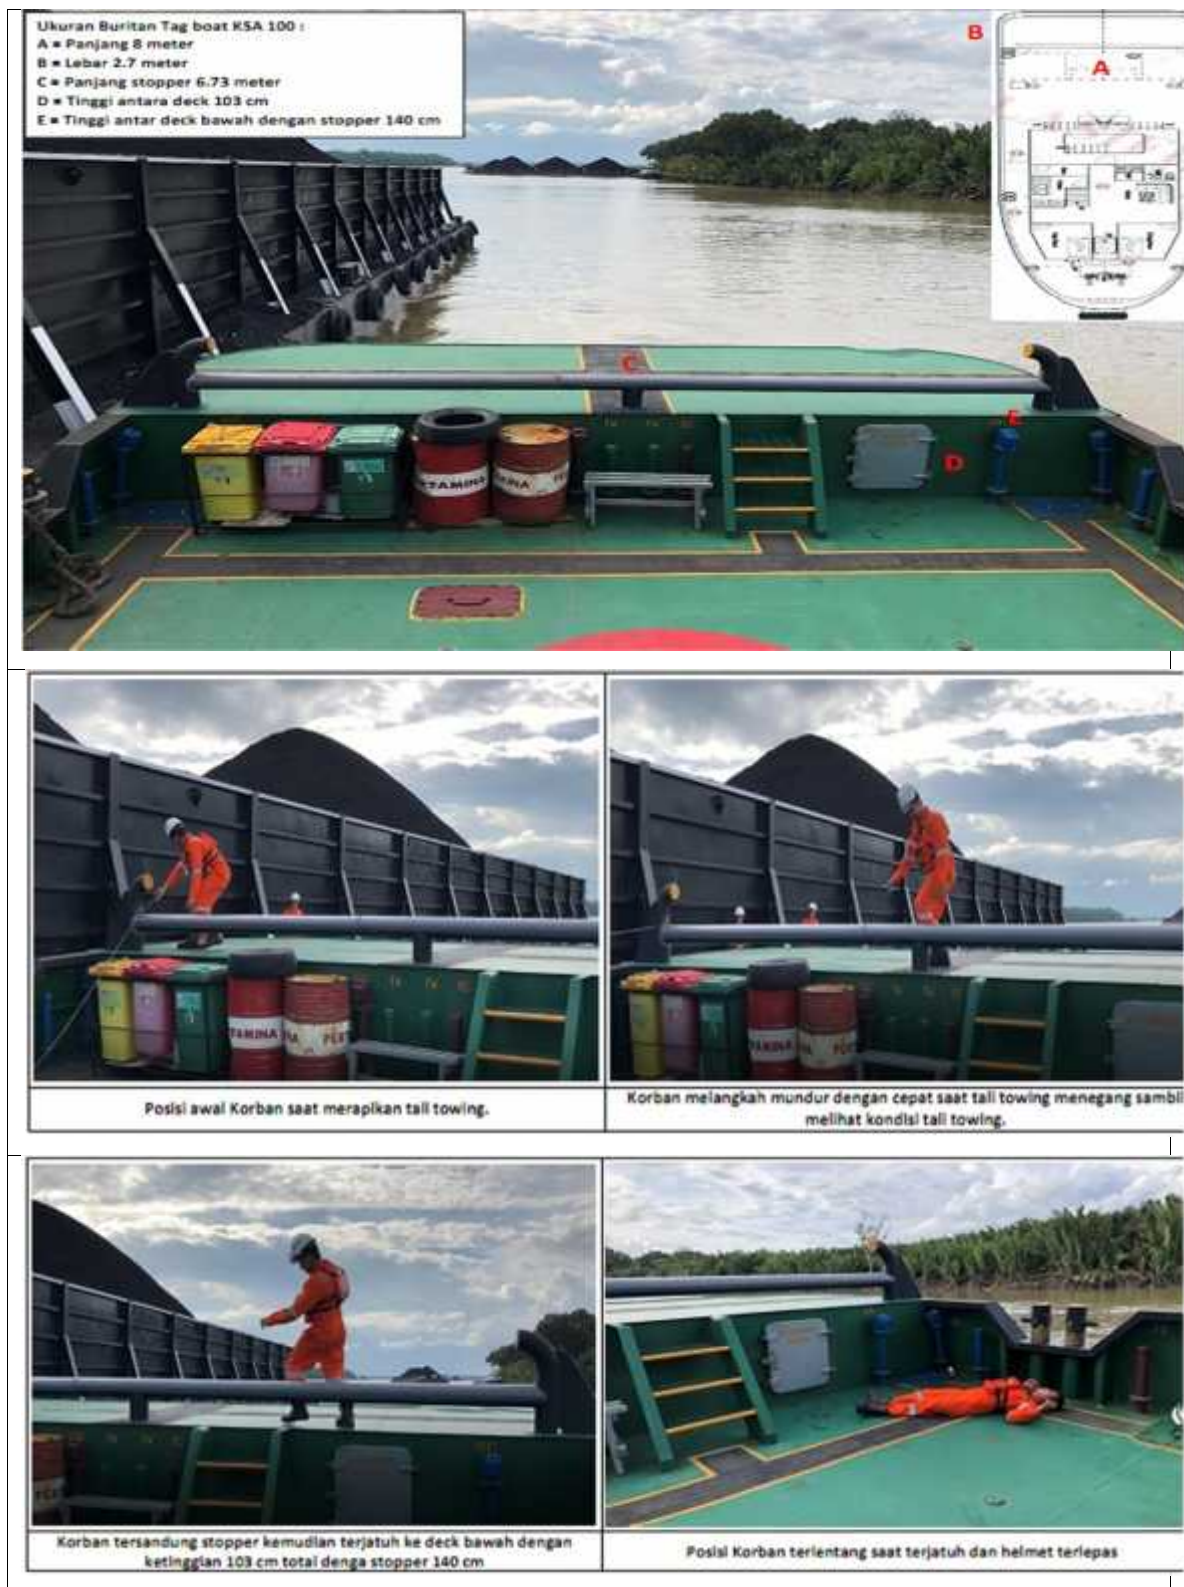 Ukuran Buritan Tag boat KSA 100 :
A = Panjang 8 meter
B = Lebar 2.7 meter
C = Panjang stopper 6.73 meter
D = Tinggi antara deck 103 cm
E = Tinggi antar deck bawah dengan stopper 140 cm
B
A
C
E
D
PERTAMINA
Posisi awal Korban saat merapikan tali towing.
Korban melangkah mundur dengan cepat saat tali towing menegang sambil
melihat kondisi tali towing.
Korban tersandung stopper kemudian terjatuh ke deck bawah dengan
ketinggian 103 cm total denga stopper 140 cm
Posisi Korban terlentang saat terjatuh dan helmet terlepas